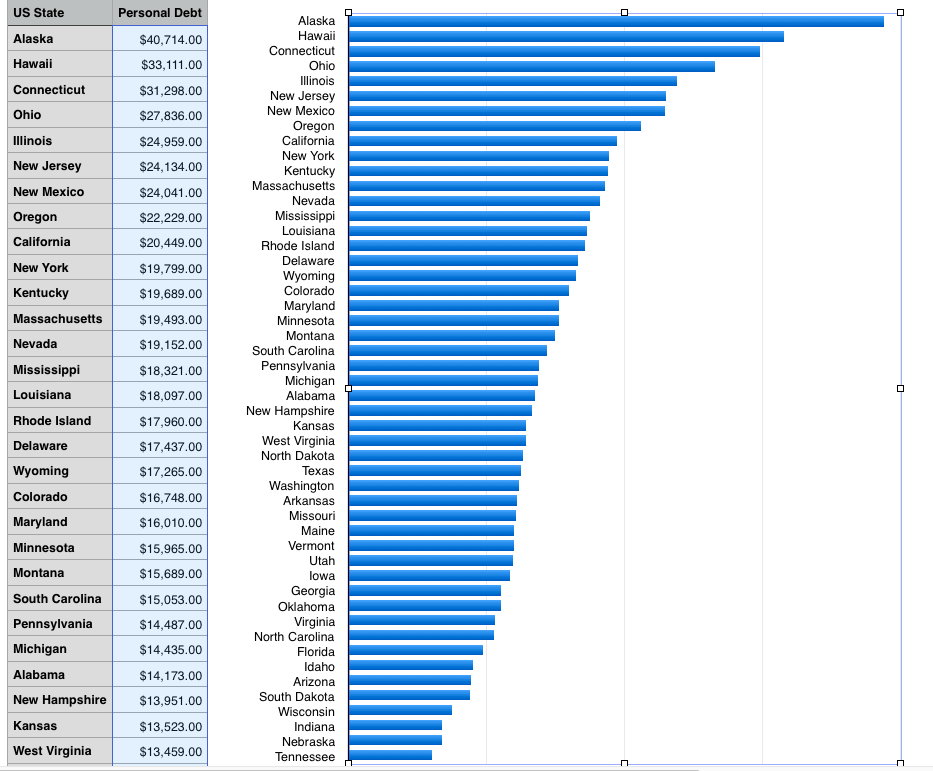 US State Personal Debt
Alaska $40,714.00
Hawaii $33,111.00
Connecticut $31,298.00
Ohio $27,836.00
Illinois $24,959.00
New Jersey $24,134.00
New Mexico $24,041.00
Oregon $22,229.00
California $20,449.00
New York $19,799.00
Kentucky $19,689.00
Massachusetts $19,493.00
Nevada $19,152.00
Mississippi $18,321.00
Louisiana $18,097.00
Rhode Island $17,960.00
Delaware $17,437.00
Wyoming $17,265.00
Colorado $16,748.00
Maryland $16,010.00
Minnesota $15,965.00
Montana $15,689.00
South Carolina $15,053.00
Pennsylvania $14,487.00
Michigan $14,435.00
Alabama $14,173.00
New Hampshire $13,951.00
Kansas $13,523.00
West Virginia $13,459.00
Alaska
Hawaii
Connecticut
Ohio
Illinois
New Jersey
New Mexico
Oregon
California
New York
Kentucky
Massachusetts
Nevada
Mississippi
Louisiana
Rhode Island
Delaware
Wyoming
Colorado
Maryland
Minnesota
Montana
South Carolina
Pennsylvania
Michigan
Alabama
New Hampshire
Kansas
West Virginia
North Dakota
Texas
Washington
Arkansas
Missouri
Maine
Vermont
Utah
Iowa
Georgia
Oklahoma
Virginia
North Carolina
Florida
Idaho
Arizona
South Dakota
Wisconsin
Indiana
Nebraska
Tennessee